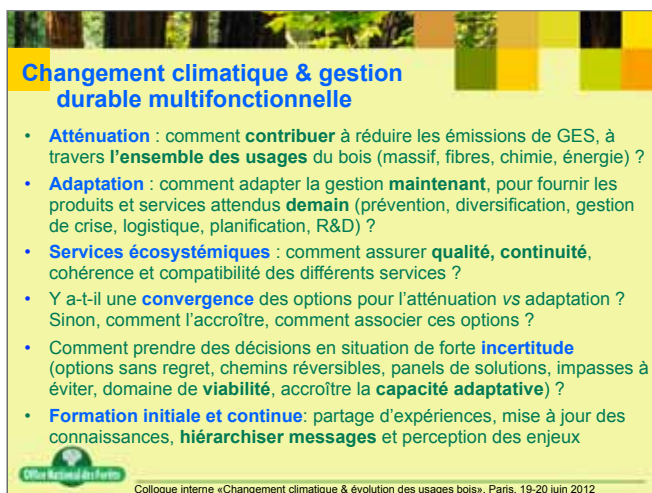 Changement climatique & gestion
durable multifonctionnelle
• Atténuation : comment contribuer à réduire les émissions de GES, à
travers l'ensemble des usages du bois (massif, fibres, chimie, énergie) ?
• Adaptation : comment adapter la gestion maintenant, pour fournir les
produits et services attendus demain (prévention, diversification, gestion
de crise, logistique, planification, R&D) ?
• Services écosystémiques : comment assurer qualité, continuité,
cohérence et compatibilité des différents services ?
• Y a-t-il une convergence des options pour l'atténuation vs adaptation ?
Sinon, comment l'accroître, comment associer ces options ?
• Comment prendre des décisions en situation de forte incertitude
(options sans regret, chemins réversibles, panels de solutions, impasses à
éviter, domaine de viabilité, accroître la capacité adaptative) ?
• Formation initiale et continue: partage d'expériences, mise à jour des
connaissances, hiérarchiser messages et perception des enjeux
Office National des Forêts
Colloque interne «Changement climatique & évolution des usages bois», Paris, 19-20 juin 2012